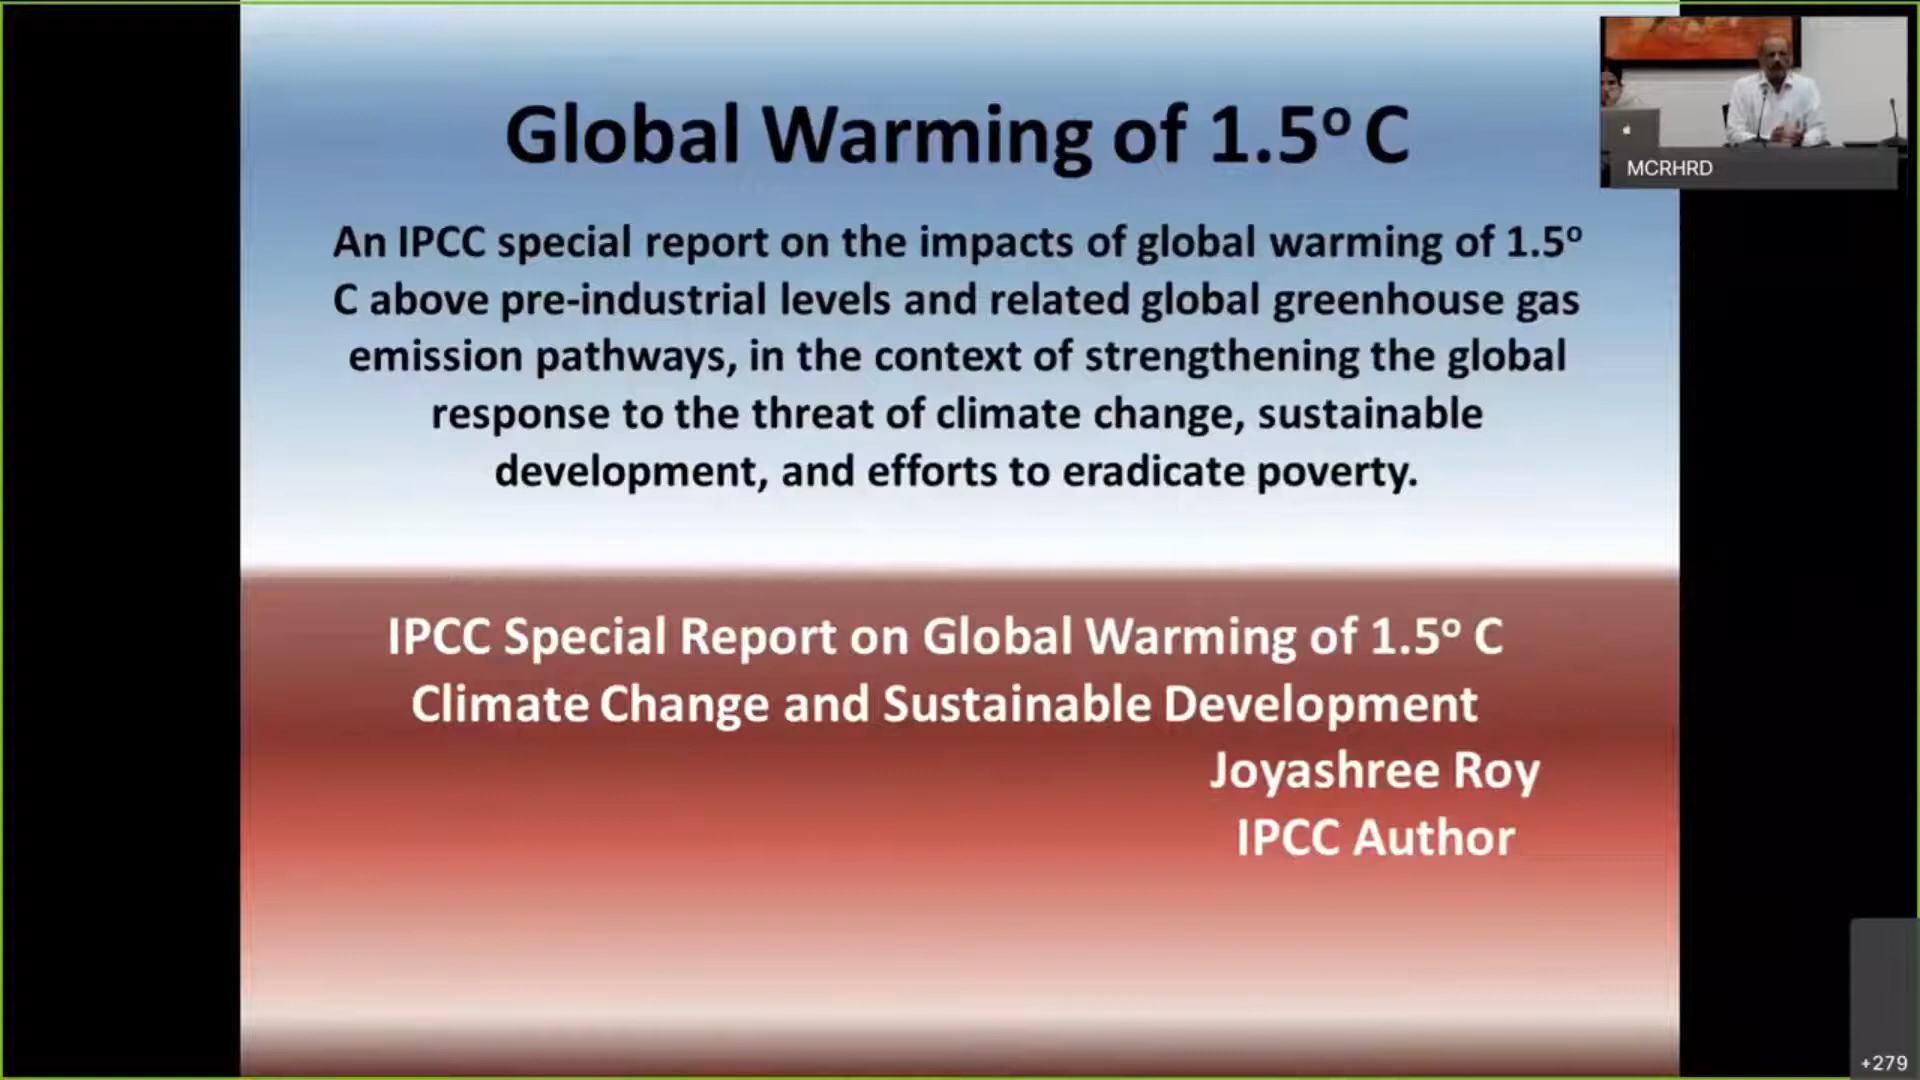 Global Warming of 1.5º C
An IPCC special report on the impacts of global warming of 1.5º
C above pre-industrial levels and related global greenhouse gas
emission pathways, in the context of strengthening the global
response to the threat of climate change, sustainable
development, and efforts to eradicate poverty.
IPCC Special Report on Global Warming of 1.5º C
Climate Change and Sustainable Development
Joyashree Roy
IPCC Author
MCRHRD
+279